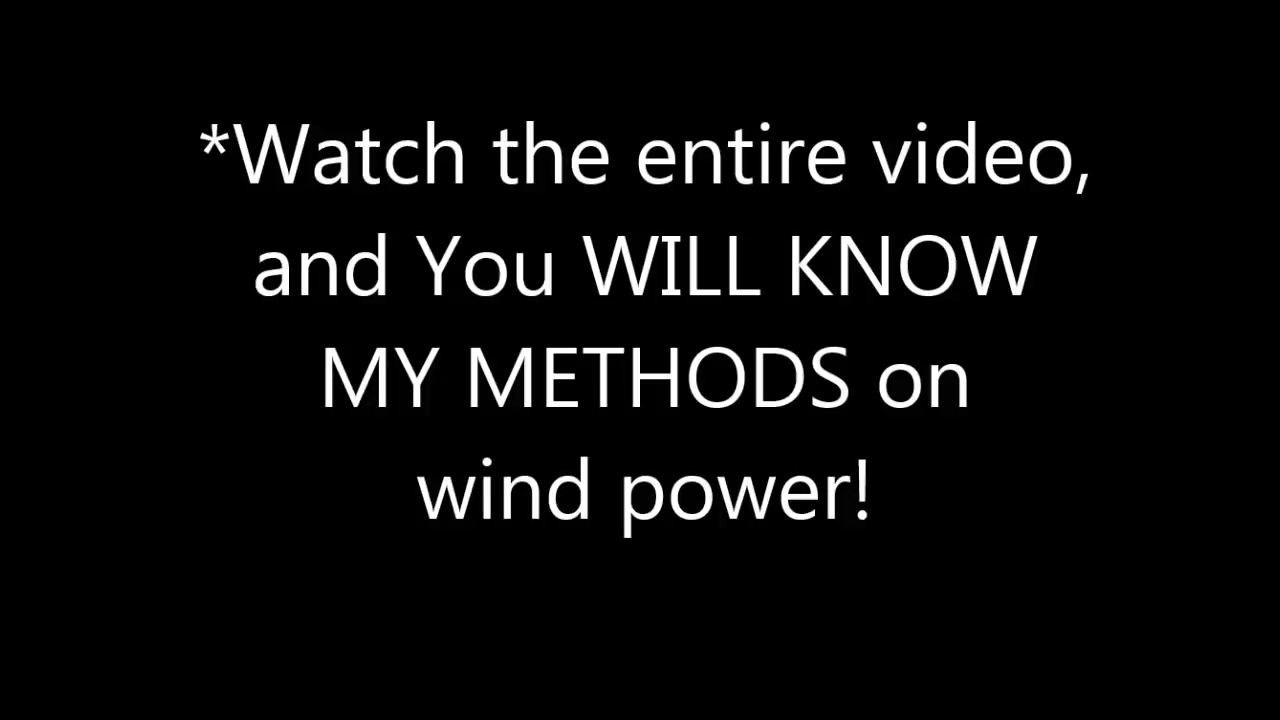 *Watch the entire video,
and You WILL KNOW
MY METHODS on
wind power!